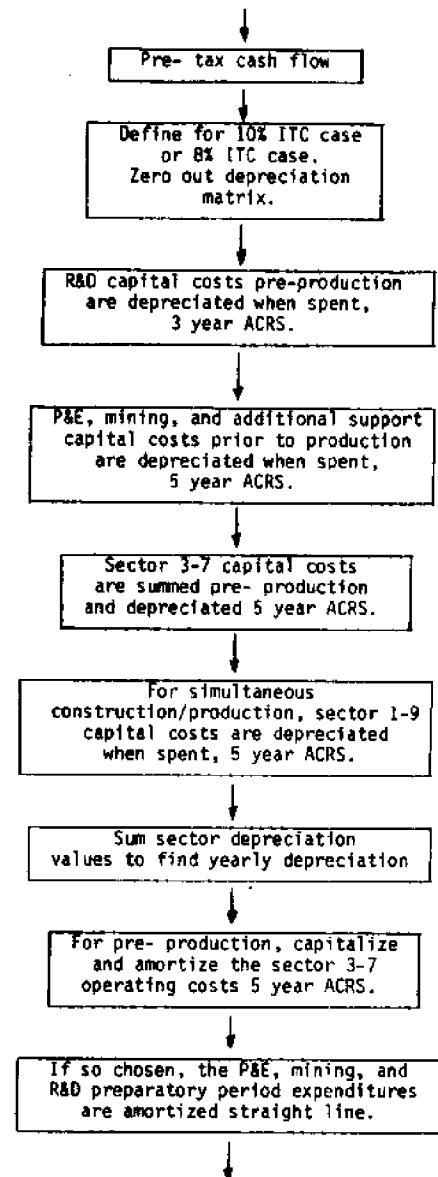 Pre- tax cash flow
Define for 10% ITC case
or 8% ITC case.
Zero out depreciation
matrix.
R&D capital costs pre-production
are depreciated when spent,
3 year ACRS.
P&E, mining, and additional support
capital costs prior to production
are depreciated when spent,
5 year ACRS.
Sector 3-7 capital costs
are summed pre- production
and depreciated 5 year ACRS.
For simultaneous
construction/production, sector 1-9
capital costs are depreciated
when spent, 5 year ACRS.
Sum sector depreciation
values to find yearly depreciation
For pre- production, capitalize
and amortize the sector 3-7
operating costs 5 year ACRS.
If so chosen, the P&E, mining, and
R&D preparatory period expenditures
are amortized straight line.